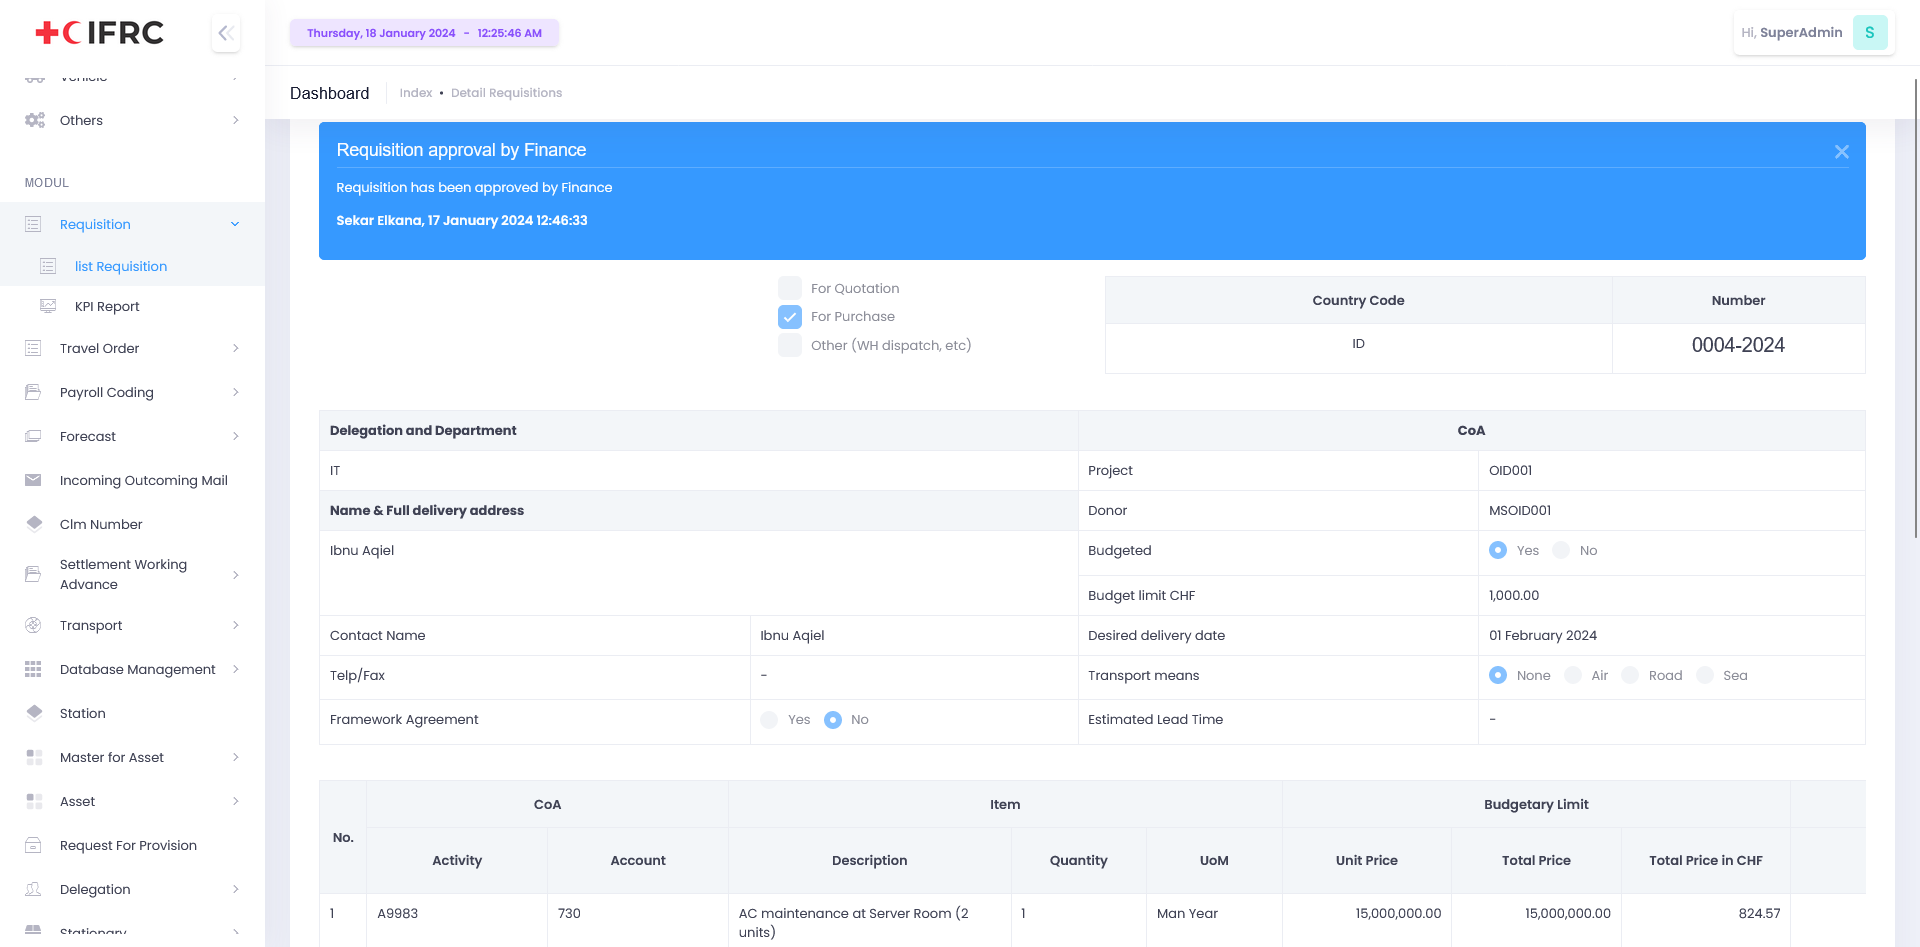 IFRC
Thursday, 18 January 2024 - 12:25:46 AM
Hi, SuperAdmin
S
Dashboard
Index • Detail Requisitions
Vehicle
Others
MODUL
Requisition
list Requisition
KPI Report
Travel Order
Payroll Coding
Forecast
Incoming Outcoming Mail
Clm Number
Settlement Working
Advance
Transport
Database Management
Station
Master for Asset
Asset
Request For Provision
Delegation
Stationary
Requisition approval by Finance
Requisition has been approved by Finance
Sekar Elkana, 17 January 2024 12:46:33
For Quotation
For Purchase
Other (WH dispatch, etc)
Country Code Number
ID 0004-2024
Delegation and Department CoA
IT Project OID001
Name & Full delivery address Donor MSOID001
Ibnu Aqiel Budgeted Yes No
Budget limit CHF 1,000.00
Contact Name Ibnu Aqiel Desired delivery date 01 February 2024
Telp/Fax - Transport means None Air Road Sea
Framework Agreement Yes No Estimated Lead Time -
CoA Item Budgetary Limit
No.
Activity Account Description Quantity UoM Unit Price Total Price Total Price in CHF
1 A9983 730 AC maintenance at Server Room (2 1 Man Year 15,000,000.00 15,000,000.00 824.57
units)